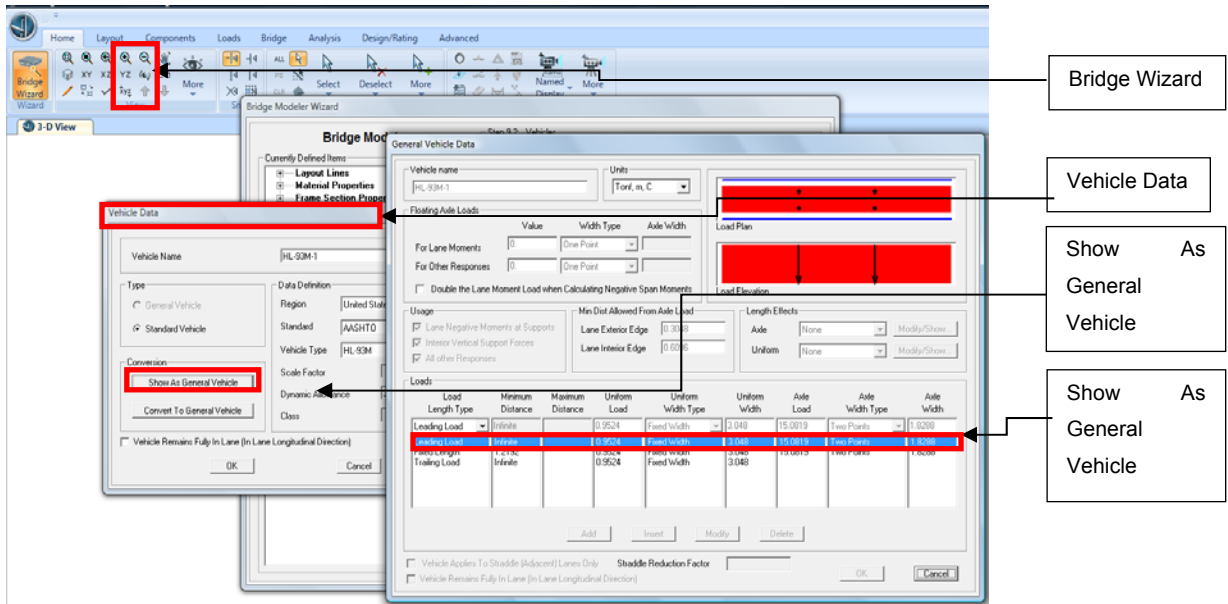 Home Layout Components Loads Bridge Analysis Design/Rating Advanced
Bridge Wizard
XY XZ YZ
More
ALL
Select
Deselect
More
Named
More
Wizard
View
3-D View
Bridge Modeler Wizard
Step 9.2 Vehicles
Currently Defined Items
Layout Lines
Material Properties
Vehicle Data
Vehicle Name HL-93M-1
Type
General Vehicle
Standard Vehicle
Conversion
Show As General Vehicle
Convert To General Vehicle
Data Definition
Region
Standard AASHTO
Vehicle Type HL-93M
Scale Factor
Class
Vehicle Remains Fully In Lane (In Lane Longitudinal Direction)
OK Cancel
General Vehicle Data
Vehicle name
HL-93M-1
Units
Tonf, m, C
Floating Axle Loads
Value Width Type Axle Width
For Lane Moments 0. One Point
For Other Responses 0. One Point
Double the Lane Moment Load when Calculating Negative Span Moments
Load Plan
Load Elevation
Usage
Lane Negative Moments at Supports
Interior Vertical Support Forces
All other Responses
Min Dist Allowed From Axle Load
Lane Exterior Edge 0.3048
Lane Interior Edge 0.6096
Length Effects
Axle None Modify/Show...
Uniform None Modify/Show...
Loads
Load Length Type Minimum Distance Maximum Distance Uniform Load Uniform Width Type Uniform Width Axle Load Axle Width Type Axle Width
Leading Load Infinite 0.9524 Fixed Width 3.048 15.0819 Two Points 1.8288
Leading Load Infinite 0.9524 Fixed Width 3.048 15.0819 Two Points 1.8288
Fixed Length 1.2192 0.9524 Fixed Width 3.048 15.0819 Two Points 1.8288
Trailing Load Infinite 0.9524 Fixed Width 3.048
Add Insert Modify Delete
Vehicle Applies To Straddle (Adjacent) Lanes Only Straddle Reduction Factor
Vehicle Remains Fully In Lane (In Lane Longitudinal Direction)
OK Cancel
Bridge Wizard
Vehicle Data
Show As
General
Vehicle
Show As
General
Vehicle